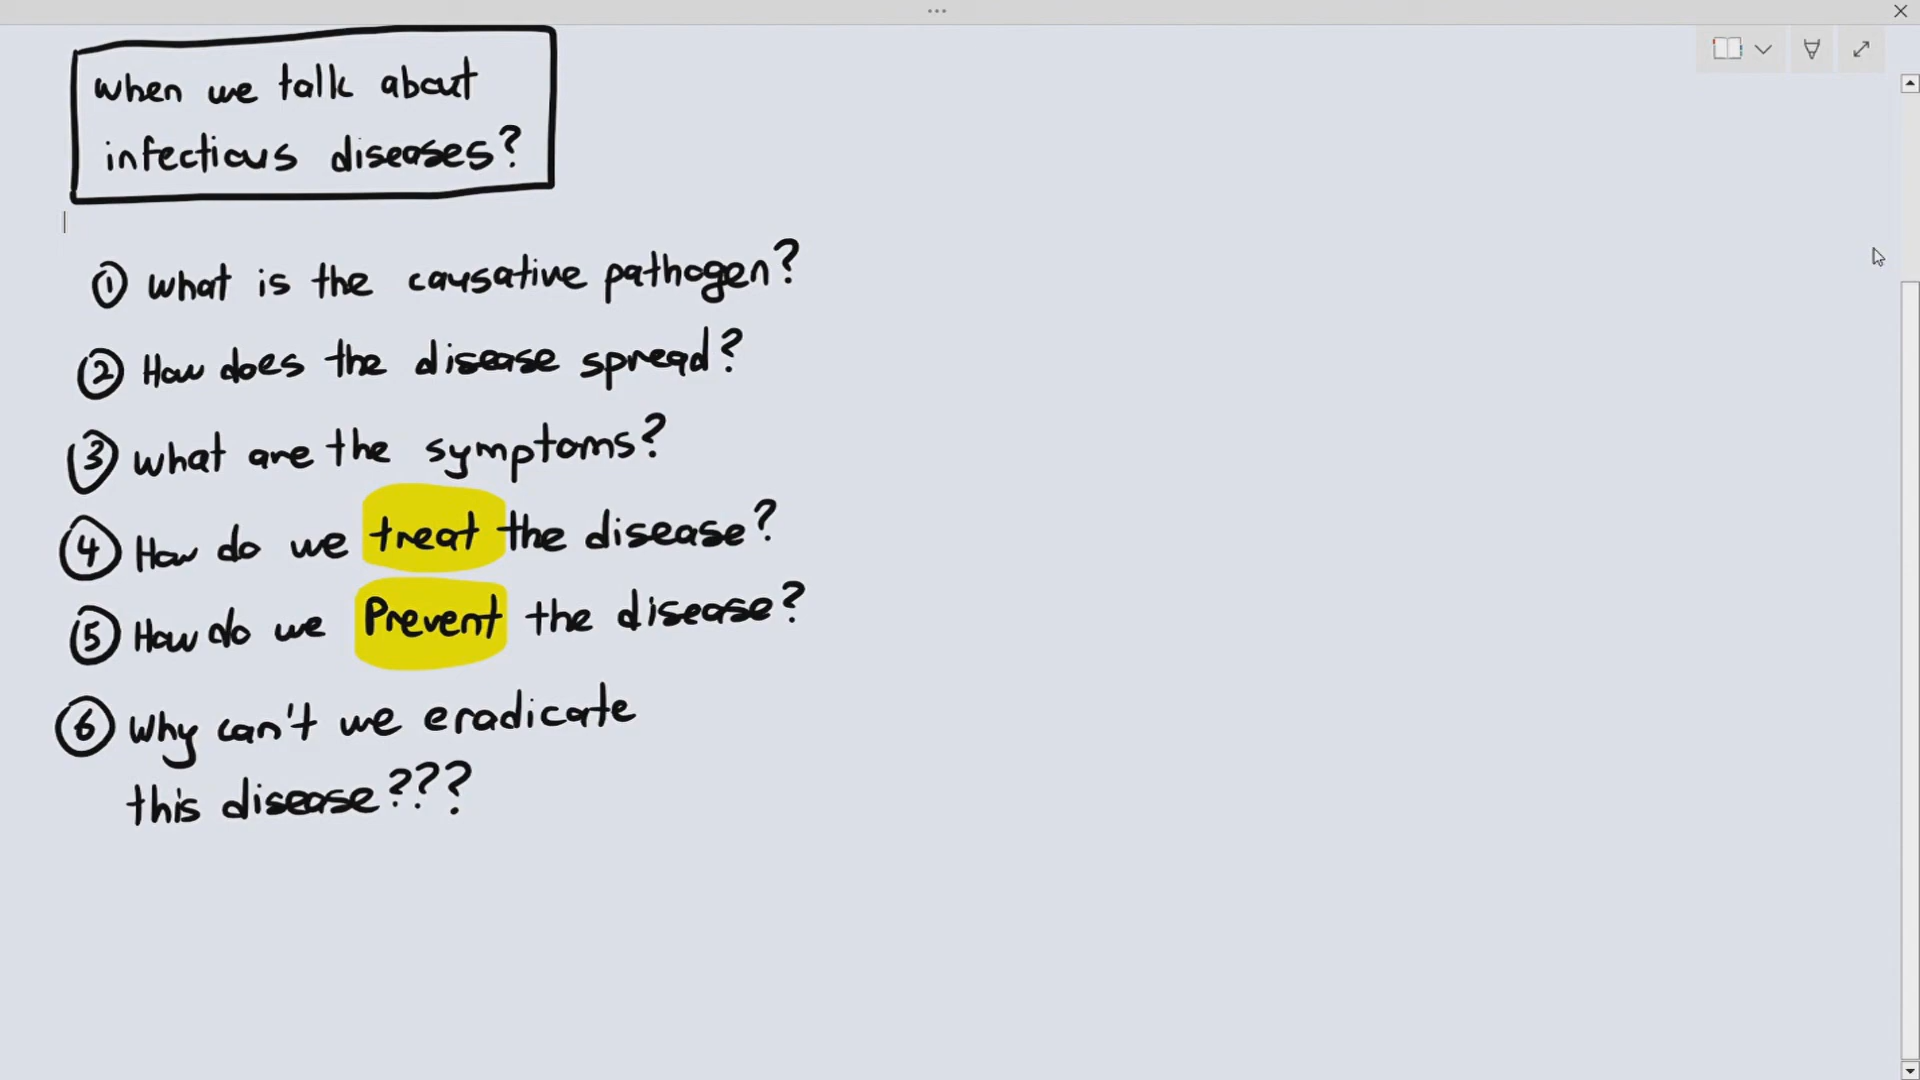 when we talk about
infectious diseases?
① what is the causative pathogen?
② How does the disease spread?
③ what are the symptoms?
④ How do we treat the disease?
⑤ How do we Prevent the disease?
⑥ Why can't we eradicate
this disease???